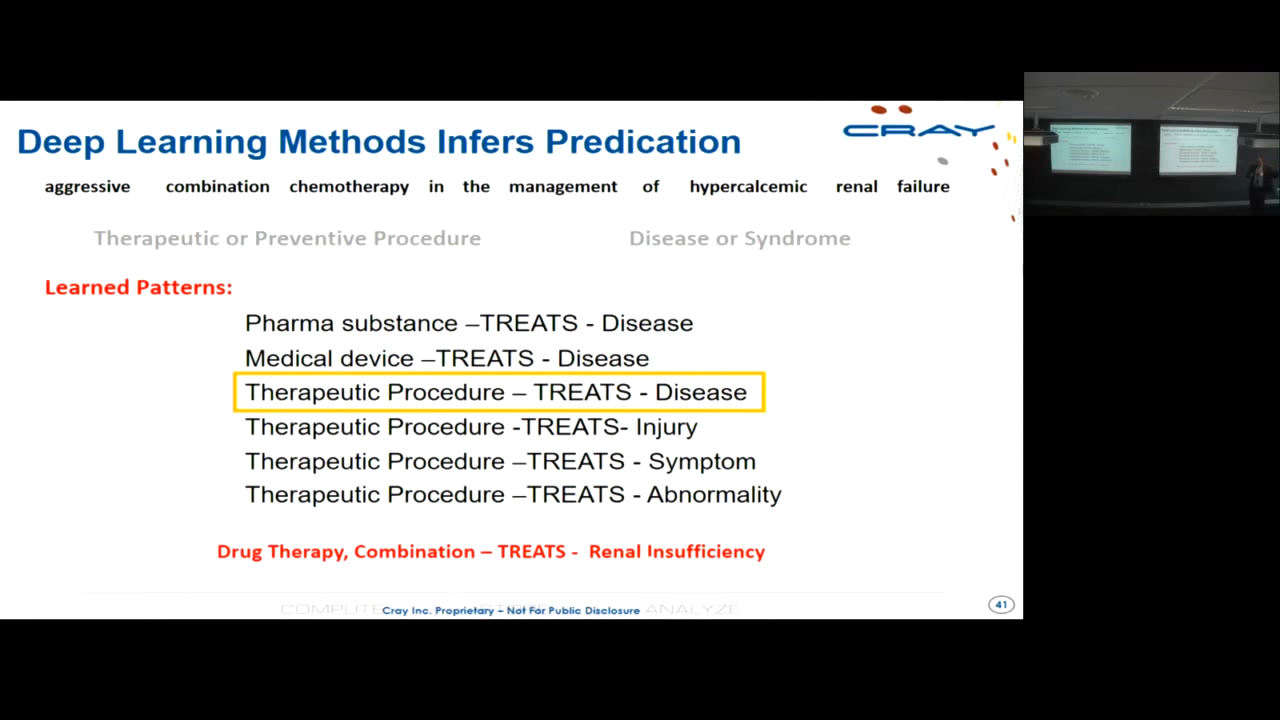 Deep Learning Methods Infers Predication
CRAY
aggressive combination chemotherapy in the management of hypercalcemic renal failure
Therapeutic or Preventive Procedure Disease or Syndrome
Learned Patterns:
Pharma substance –TREATS - Disease
Medical device –TREATS - Disease
Therapeutic Procedure – TREATS - Disease
Therapeutic Procedure -TREATS- Injury
Therapeutic Procedure –TREATS - Symptom
Therapeutic Procedure –TREATS - Abnormality
Drug Therapy, Combination – TREATS - Renal Insufficiency
COMPUTE ANALYZE
Cray Inc. Proprietary – Not For Public Disclosure
41